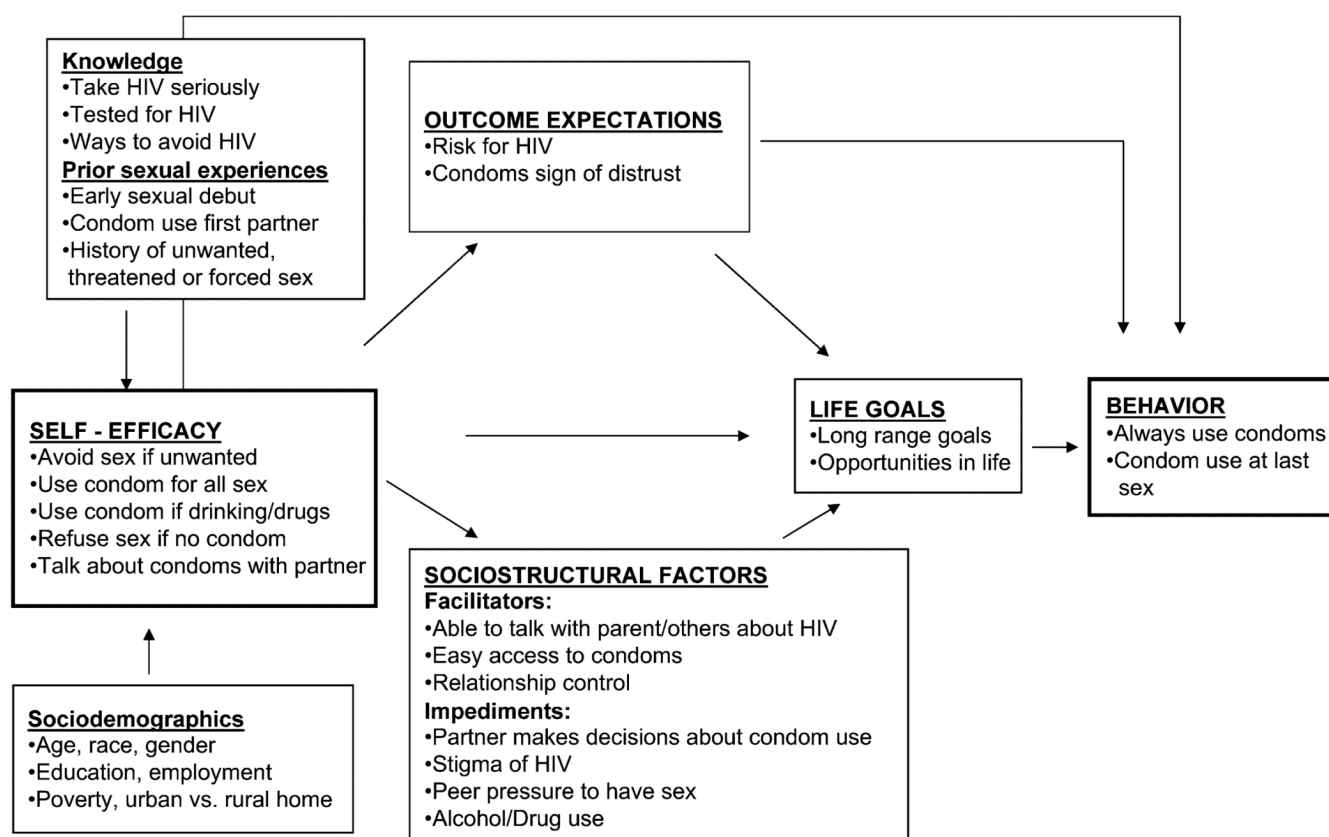 Knowledge
•Take HIV seriously
•Tested for HIV
•Ways to avoid HIV
Prior sexual experiences
•Early sexual debut
•Condom use first partner
•History of unwanted,
threatened or forced sex
OUTCOME EXPECTATIONS
•Risk for HIV
•Condoms sign of distrust
SELF - EFFICACY
•Avoid sex if unwanted
•Use condom for all sex
•Use condom if drinking/drugs
•Refuse sex if no condom
•Talk about condoms with partner
LIFE GOALS
•Long range goals
•Opportunities in life
BEHAVIOR
•Always use condoms
•Condom use at last
sex
SOCIOSTRUCTURAL FACTORS
Facilitators:
•Able to talk with parent/others about HIV
•Easy access to condoms
•Relationship control
Impediments:
•Partner makes decisions about condom use
•Stigma of HIV
•Peer pressure to have sex
•Alcohol/Drug use
Sociodemographics
•Age, race, gender
•Education, employment
•Poverty, urban vs. rural home